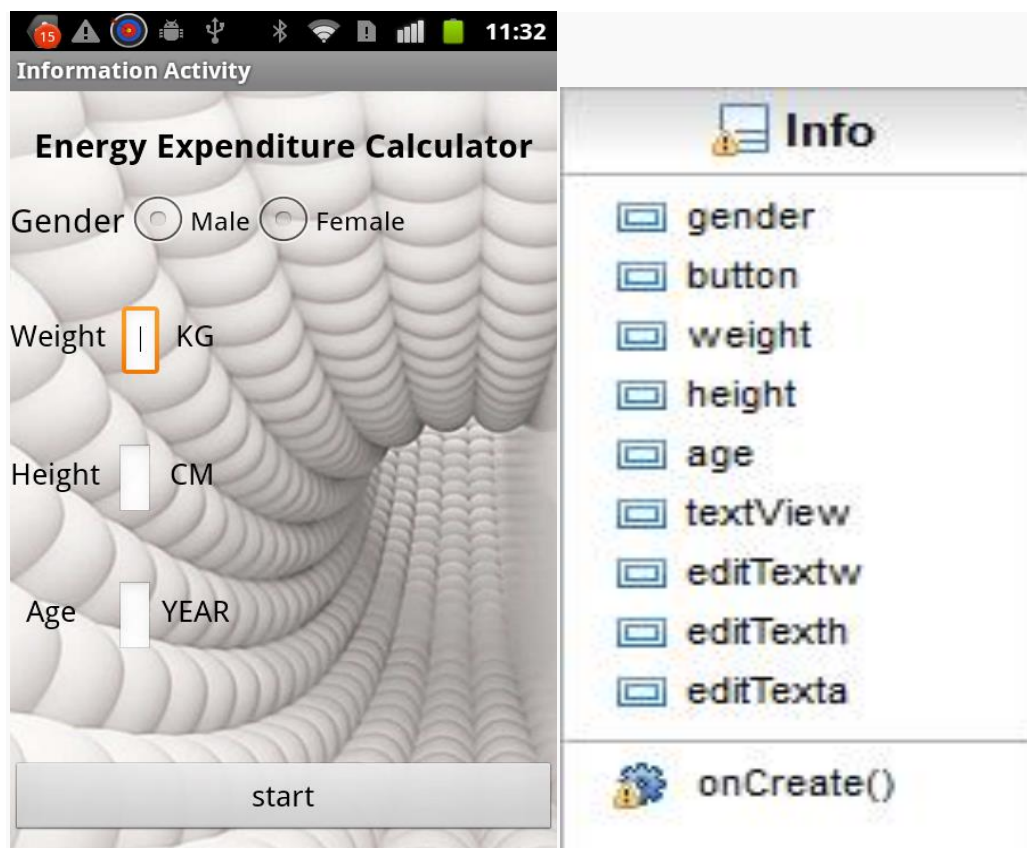 15
11:32
Information Activity
Energy Expenditure Calculator
Gender Male Female
Weight KG
Height CM
Age YEAR
start
Info
gender
button
weight
height
age
textView
editTextw
editTexth
editTexta
onCreate()